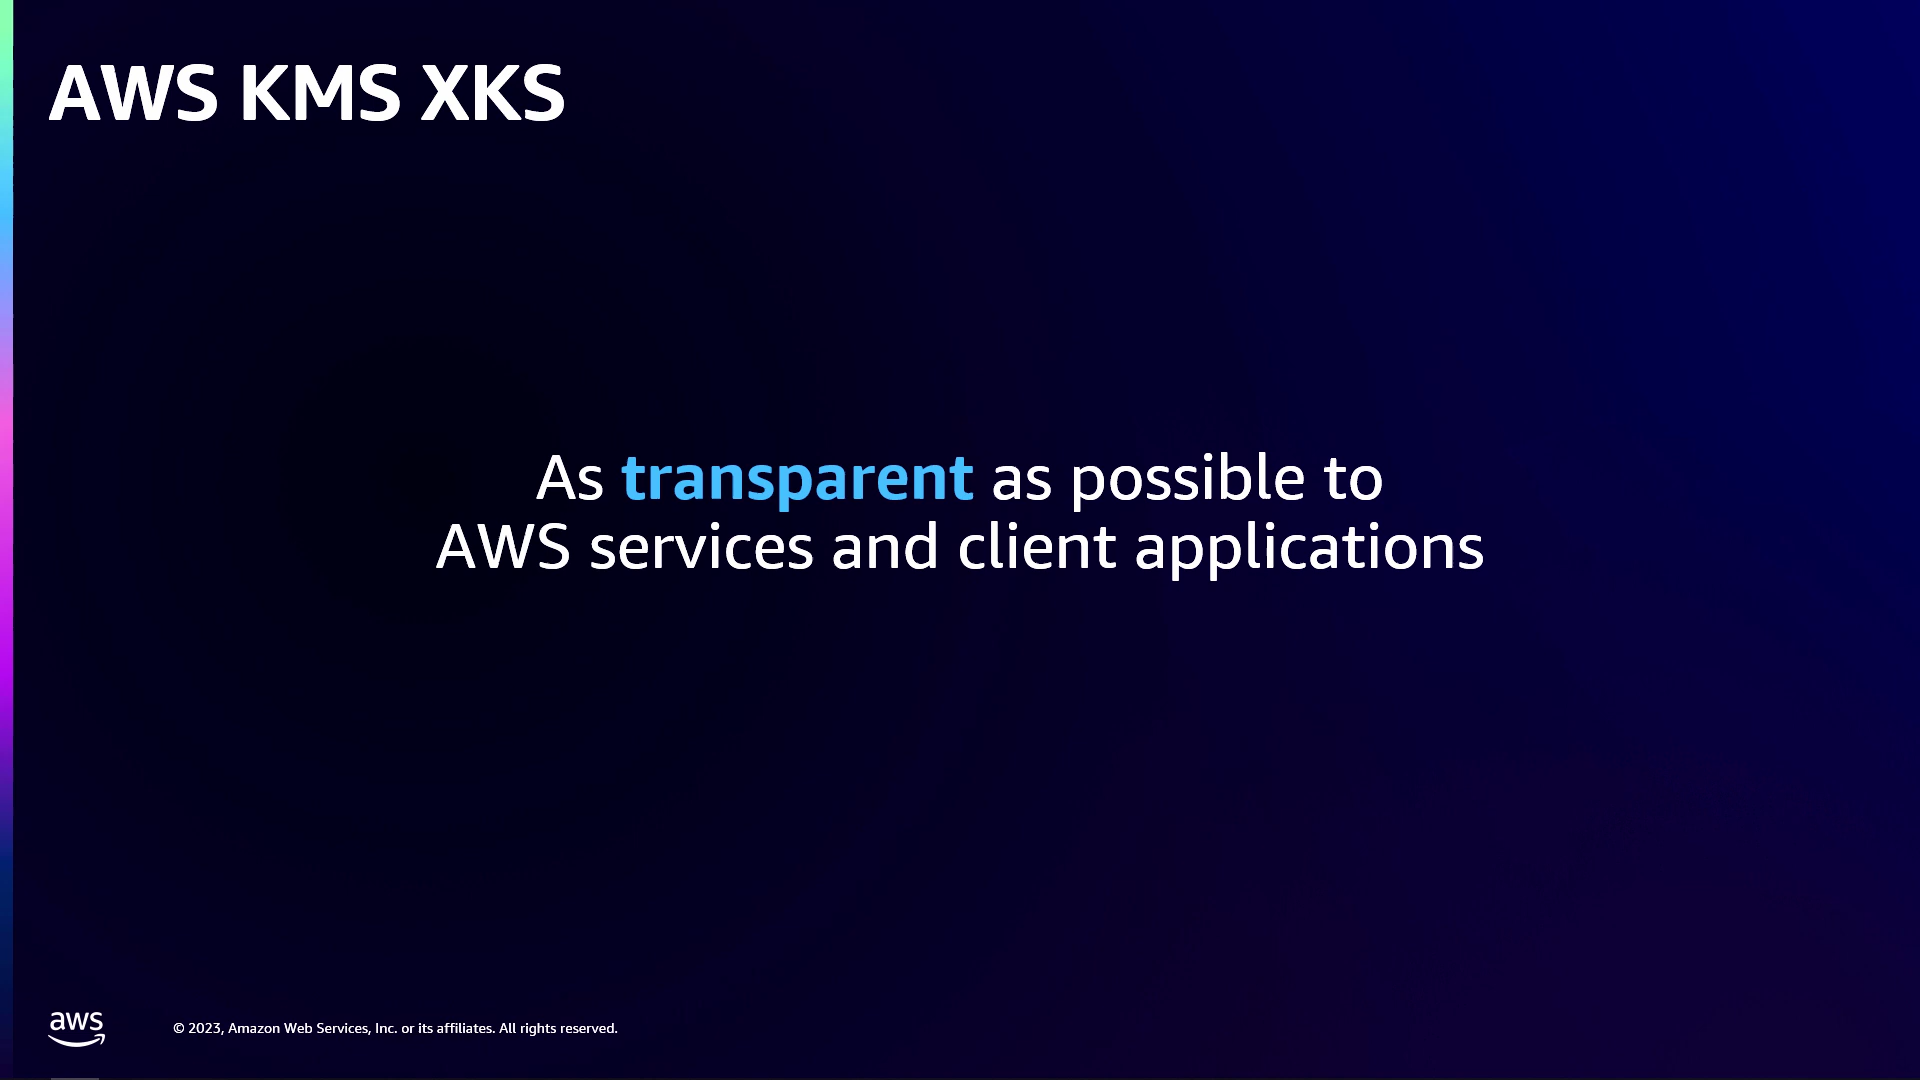 AWS KMS XKS
As transparent as possible to
AWS services and client applications
aws
© 2023, Amazon Web Services, Inc. or its affiliates. All rights reserved.